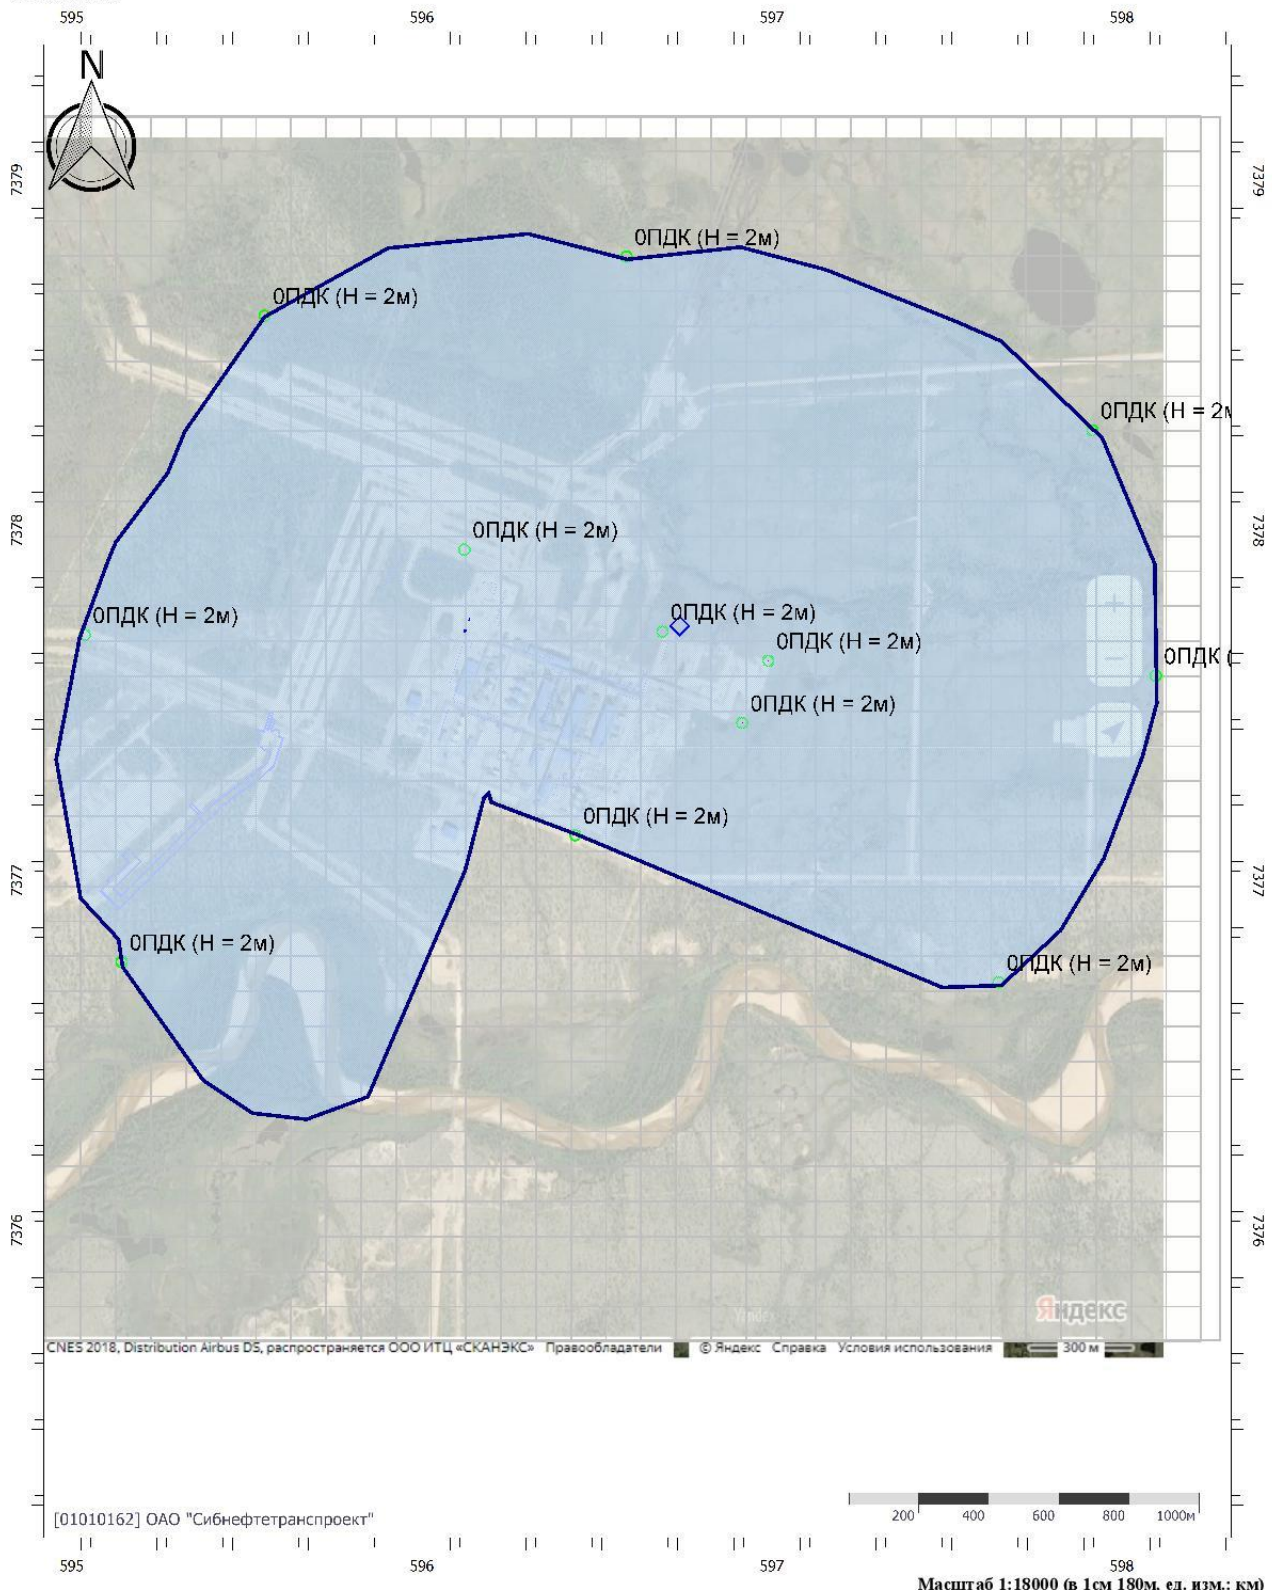 595 596 597 598
N
7379 7379
0ПДК (Н = 2м)
0ПДК (Н = 2м)
0ПДК (Н = 2м
7378 7378
0ПДК (Н = 2м)
0ПДК (Н = 2м)
0ПДК (Н = 2м)
0ПДК (Н = 2м)
0ПДК (
0ПДК (Н = 2м)
0ПДК (Н = 2м)
7377 7377
0ПДК (Н = 2м)
0ПДК (Н = 2м)
7376 7376
Яндекс
CNES 2018, Distribution Airbus DS, распространяется ООО ИТЦ «СКАНЭКС» Правообладатели © Яндекс Справка Условия использования 300 м
200 400 600 800 1000м
[01010162] ОАО "Сибнефтетранспроект"
595 596 597 598
Масштаб 1:18000 (в 1см 180м, ед. изм.: км)